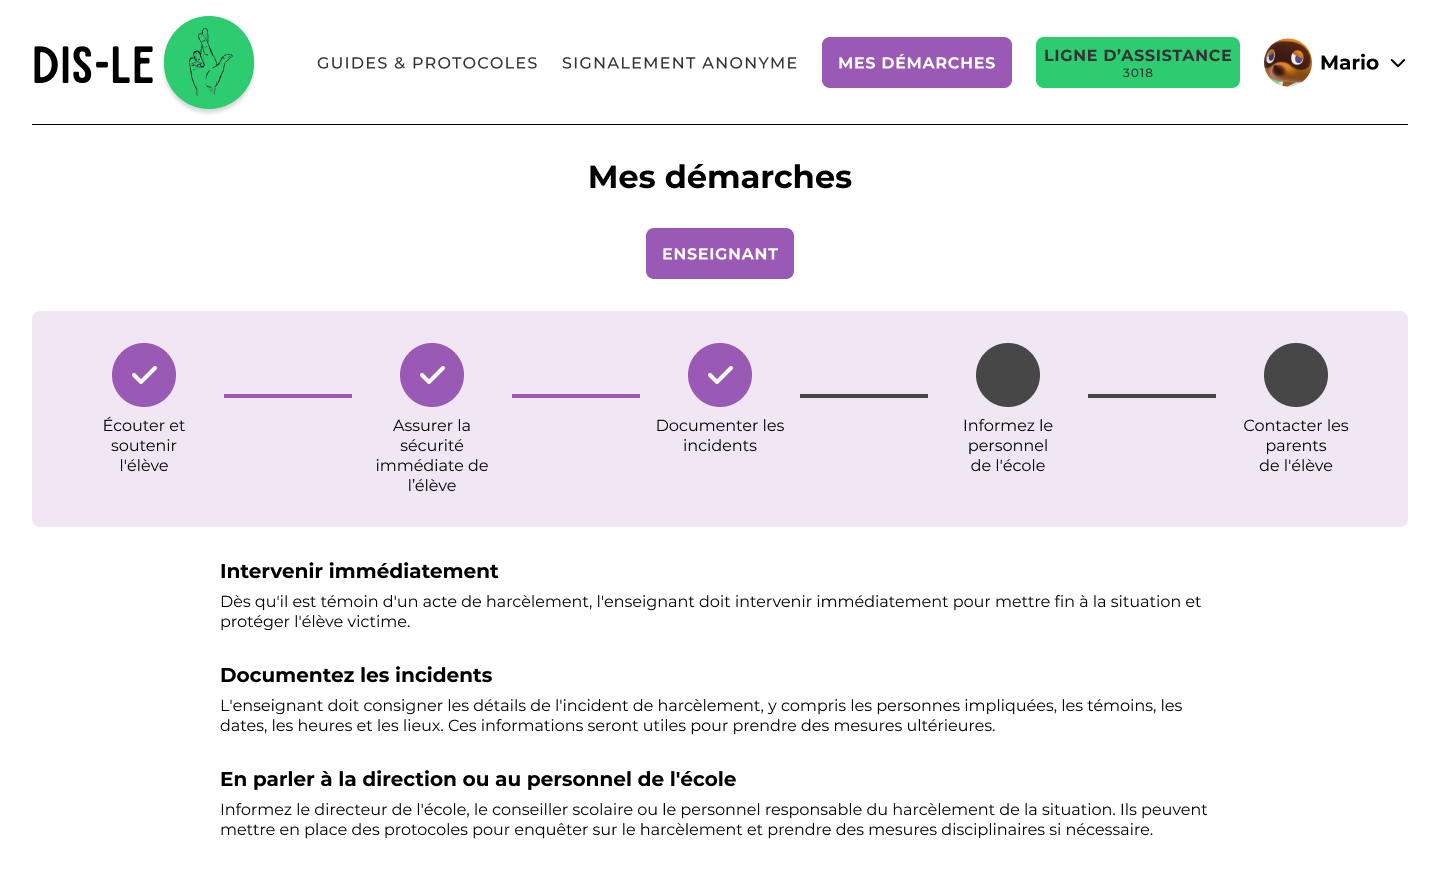 DIS-LE
GUIDES & PROTOCOLES
SIGNALEMENT ANONYME
MES DÉMARCHES
LIGNE D’ASSISTANCE
3018
Mario
Mes démarches
ENSEIGNANT
Écouter et
soutenir
l'élève
Assurer la
sécurité
immédiate de
l’élève
Documenter les
incidents
Informez le
personnel
de l'école
Contacter les
parents
de l'élève
Intervenir immédiatement
Dès qu'il est témoin d'un acte de harcèlement, l'enseignant doit intervenir immédiatement pour mettre fin à la situation et
protéger l'élève victime.
Documentez les incidents
L'enseignant doit consigner les détails de l'incident de harcèlement, y compris les personnes impliquées, les témoins, les
dates, les heures et les lieux. Ces informations seront utiles pour prendre des mesures ultérieures.
En parler à la direction ou au personnel de l'école
Informez le directeur de l'école, le conseiller scolaire ou le personnel responsable du harcèlement de la situation. Ils peuvent
mettre en place des protocoles pour enquêter sur le harcèlement et prendre des mesures disciplinaires si nécessaire.